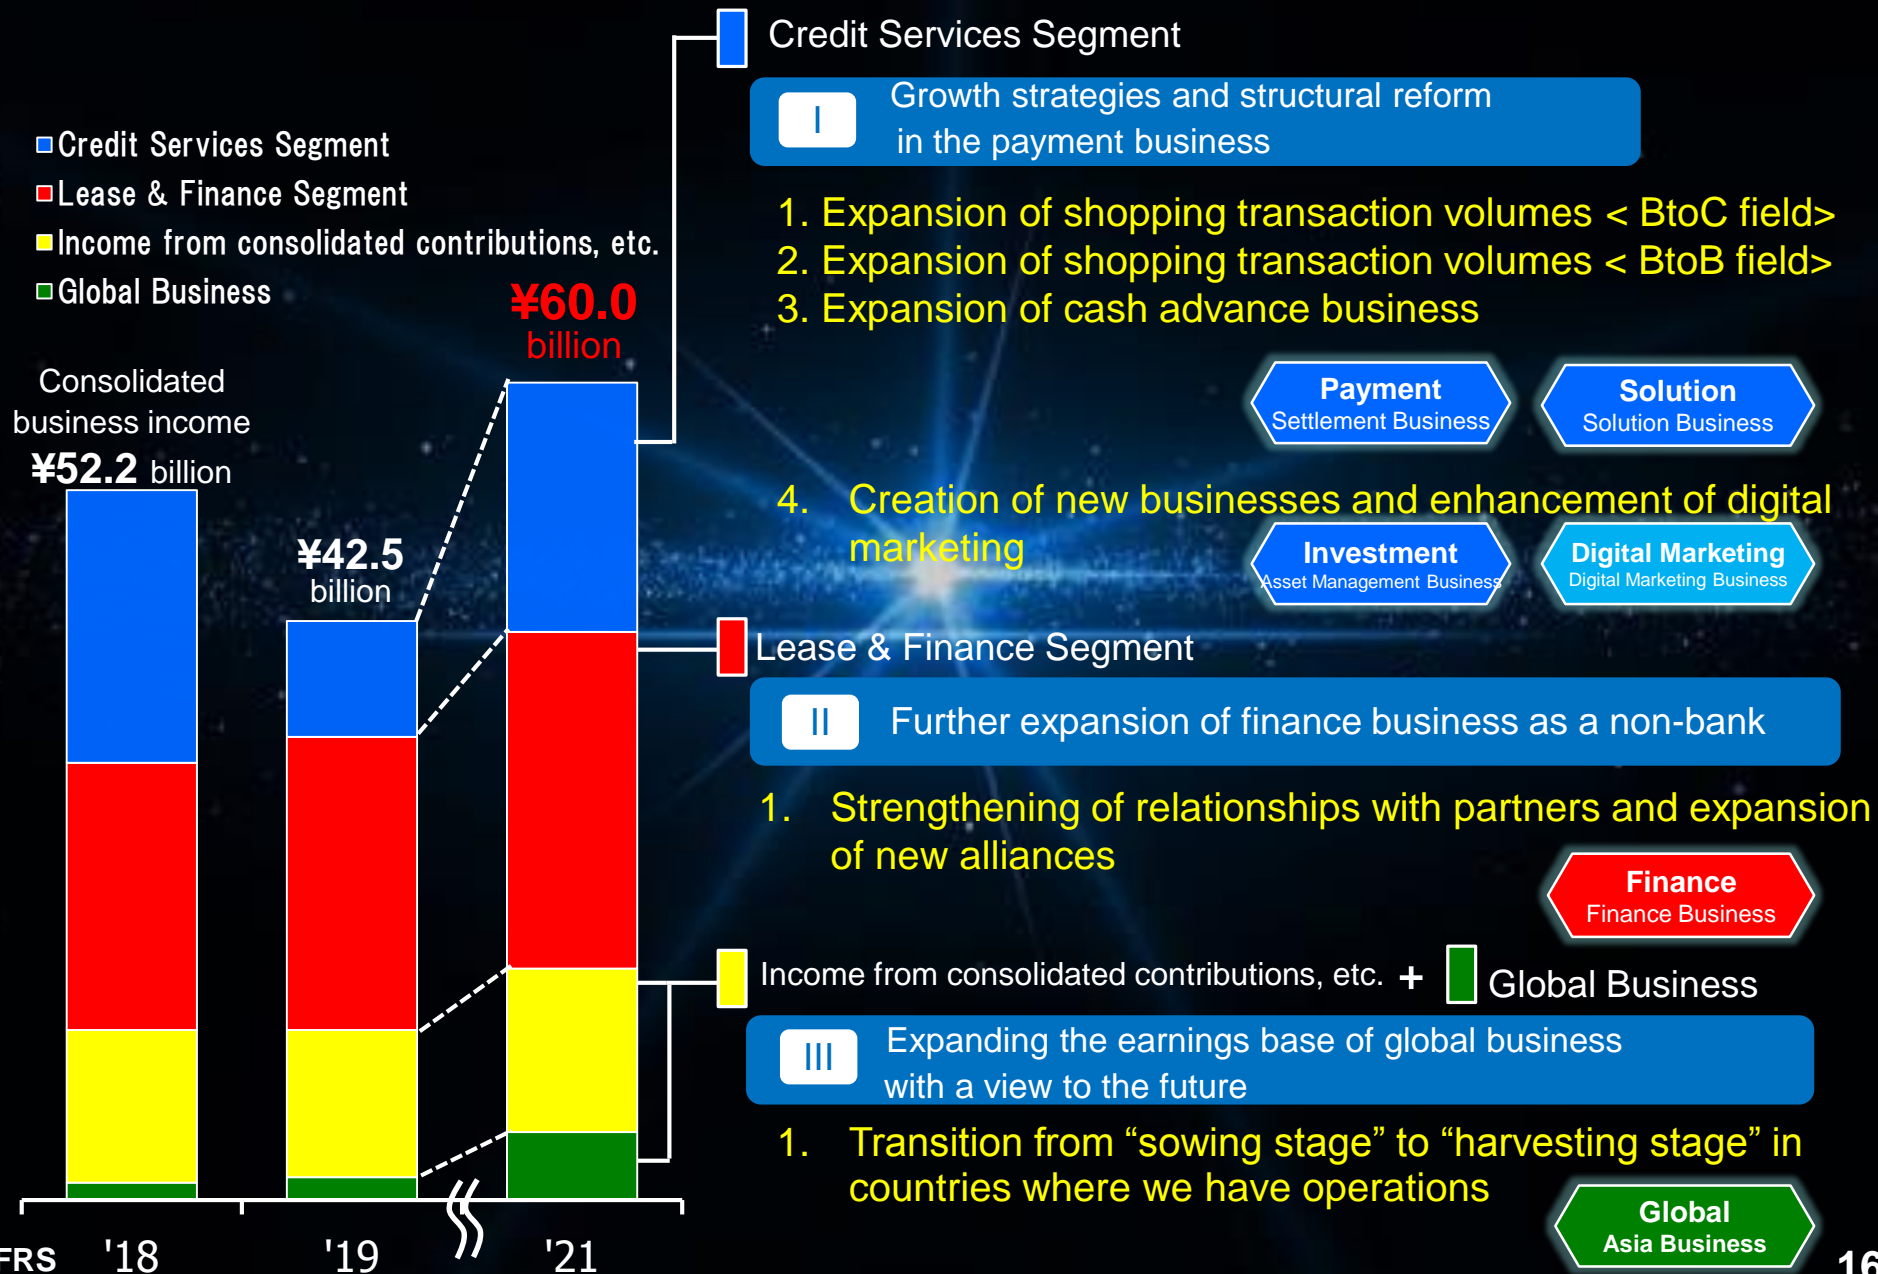 Credit Services Segment
Lease & Finance Segment
Income from consolidated contributions, etc.
Global Business
Consolidated
business income
¥52.2 billion
¥42.5
billion
¥60.0
billion
FRS
'18
'19
'21
Credit Services Segment
I
Growth strategies and structural reform
in the payment business
1. Expansion of shopping transaction volumes < BtoC field>
2. Expansion of shopping transaction volumes < BtoB field>
3. Expansion of cash advance business
Payment
Settlement Business
Solution
Solution Business
4. Creation of new businesses and enhancement of digital
marketing
Investment
Asset Management Business
Digital Marketing
Digital Marketing Business
Lease & Finance Segment
II
Further expansion of finance business as a non-bank
1. Strengthening of relationships with partners and expansion
of new alliances
Finance
Finance Business
Income from consolidated contributions, etc. + Global Business
III
Expanding the earnings base of global business
with a view to the future
1. Transition from “sowing stage” to “harvesting stage” in
countries where we have operations
Global
Asia Business
16